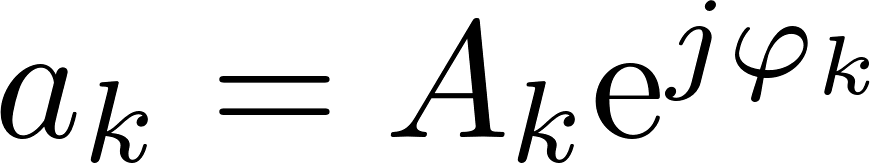 a_k = A_k e^{jφ_k}